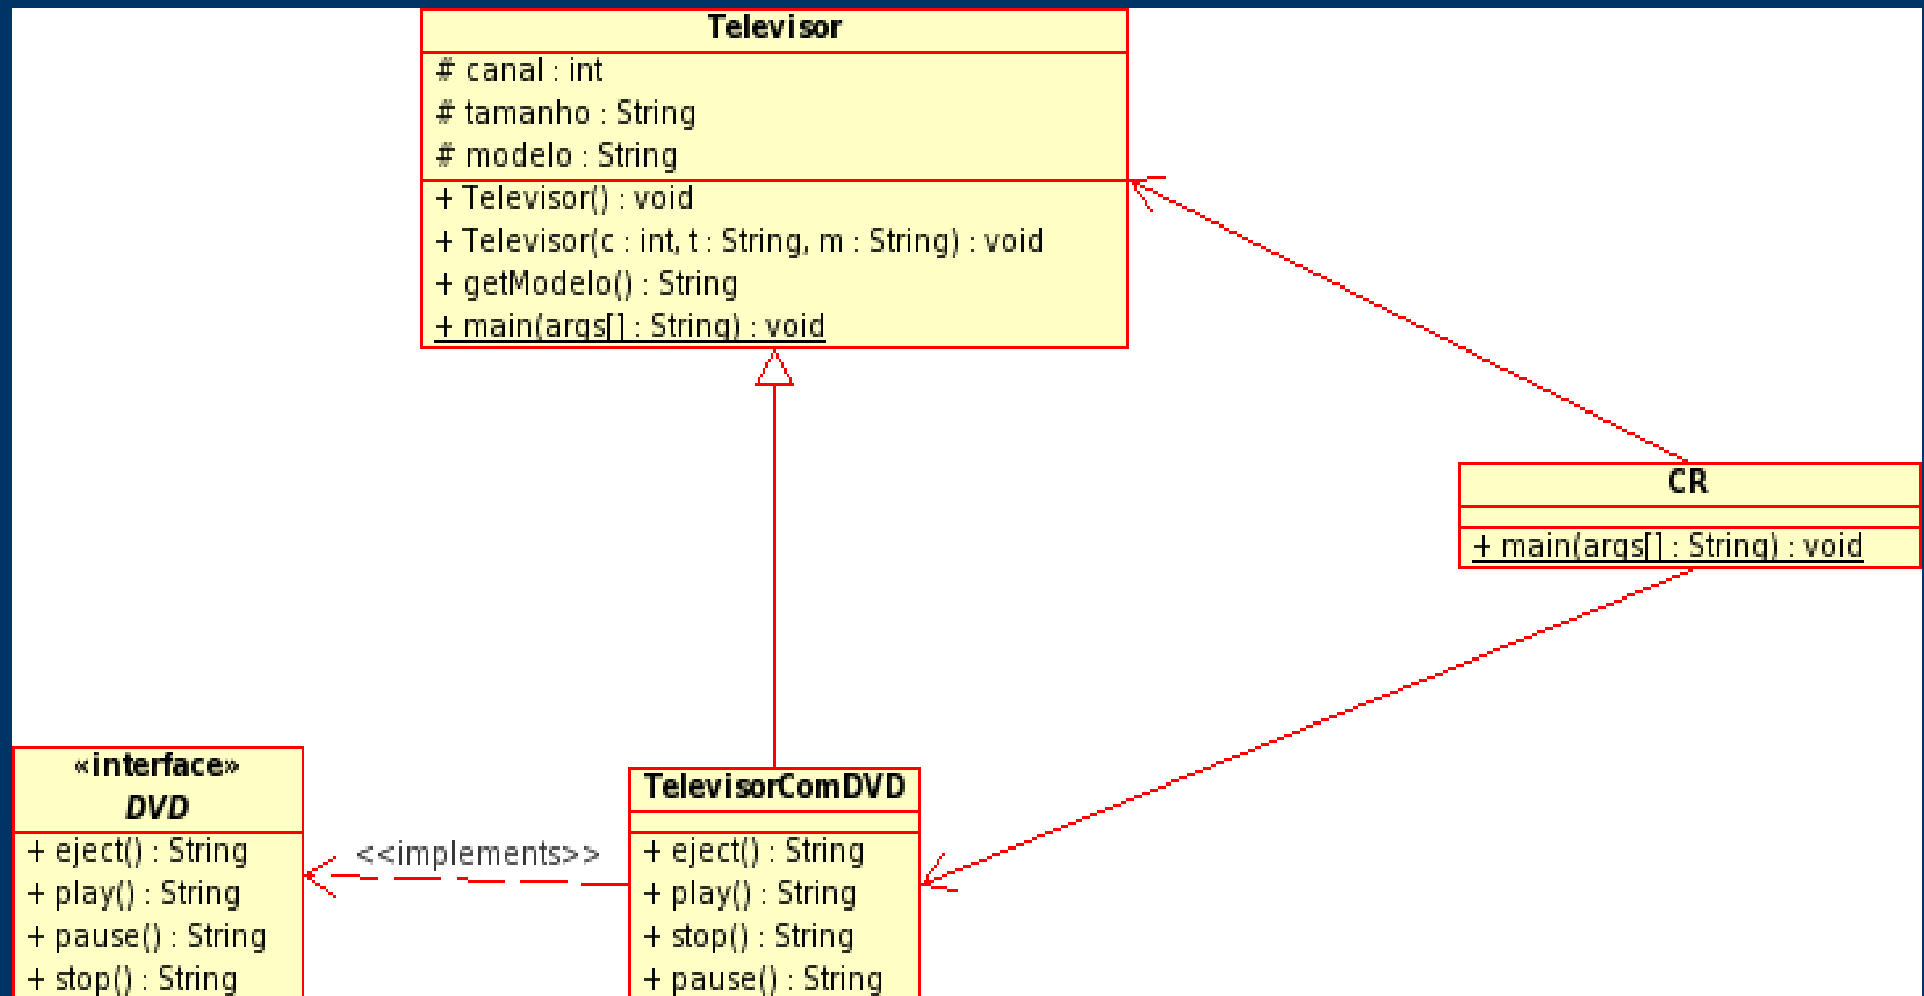 Televisor
# canal : int
# tamanho : String
# modelo : String
+ Televisor() : void
+ Televisor(c : int, t : String, m : String) : void
+ getModelo() : String
+ main(args[] : String) : void
CR
+ main(args[] : String) : void
«interface»
DVD
+ eject() : String
+ play() : String
+ pause() : String
+ stop() : String
<<implements>>
TelevisorComDVD
+ eject() : String
+ play() : String
+ stop() : String
+ pause() : String